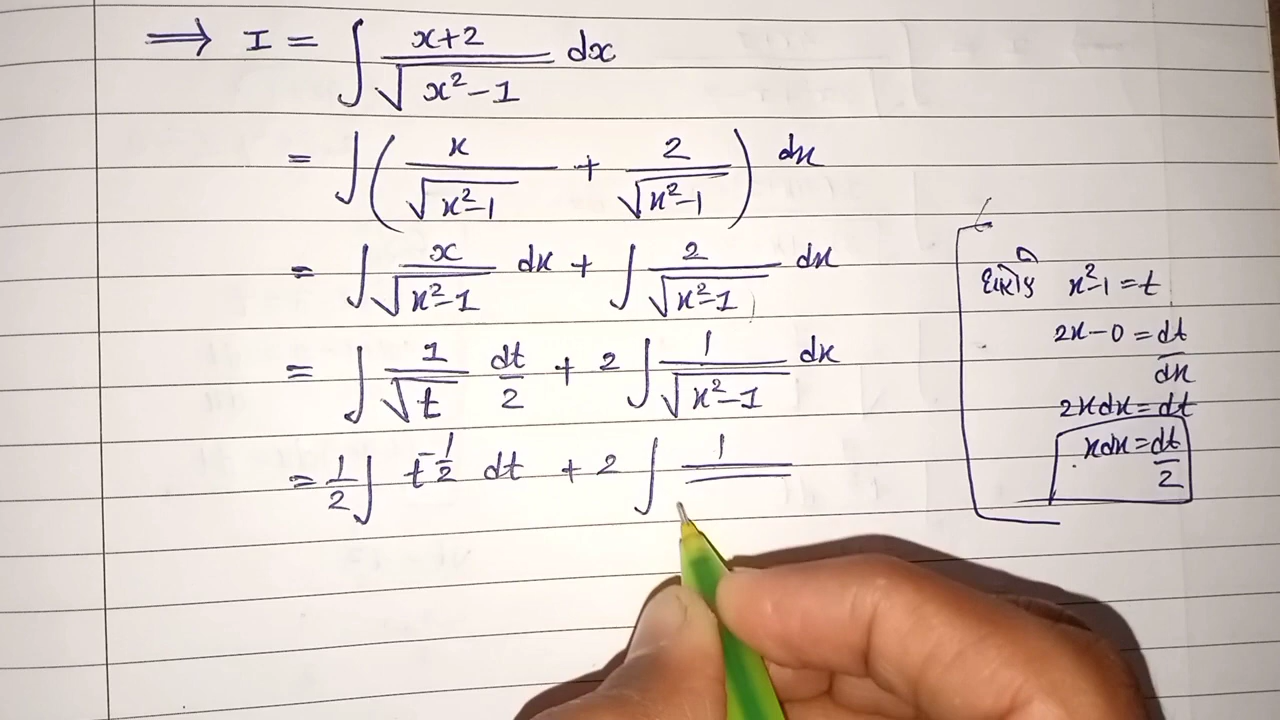 ⟹ I = ∫ x+2 / √(x²-1) dx
= ∫ ( x / √(x²-1) + 2 / √(x²-1) ) dx
= ∫ x / √(x²-1) dx + ∫ 2 / √(x²-1) dx
= ∫ 1/√t dt/2 + 2 ∫ 1 / √(x²-1) dx
= 1/2 ∫ t^(-1/2) dt + 2 ∫ 1
x²-1 = t
2x-0 = dt/dx
2xdx = dt
xdx = dt/2